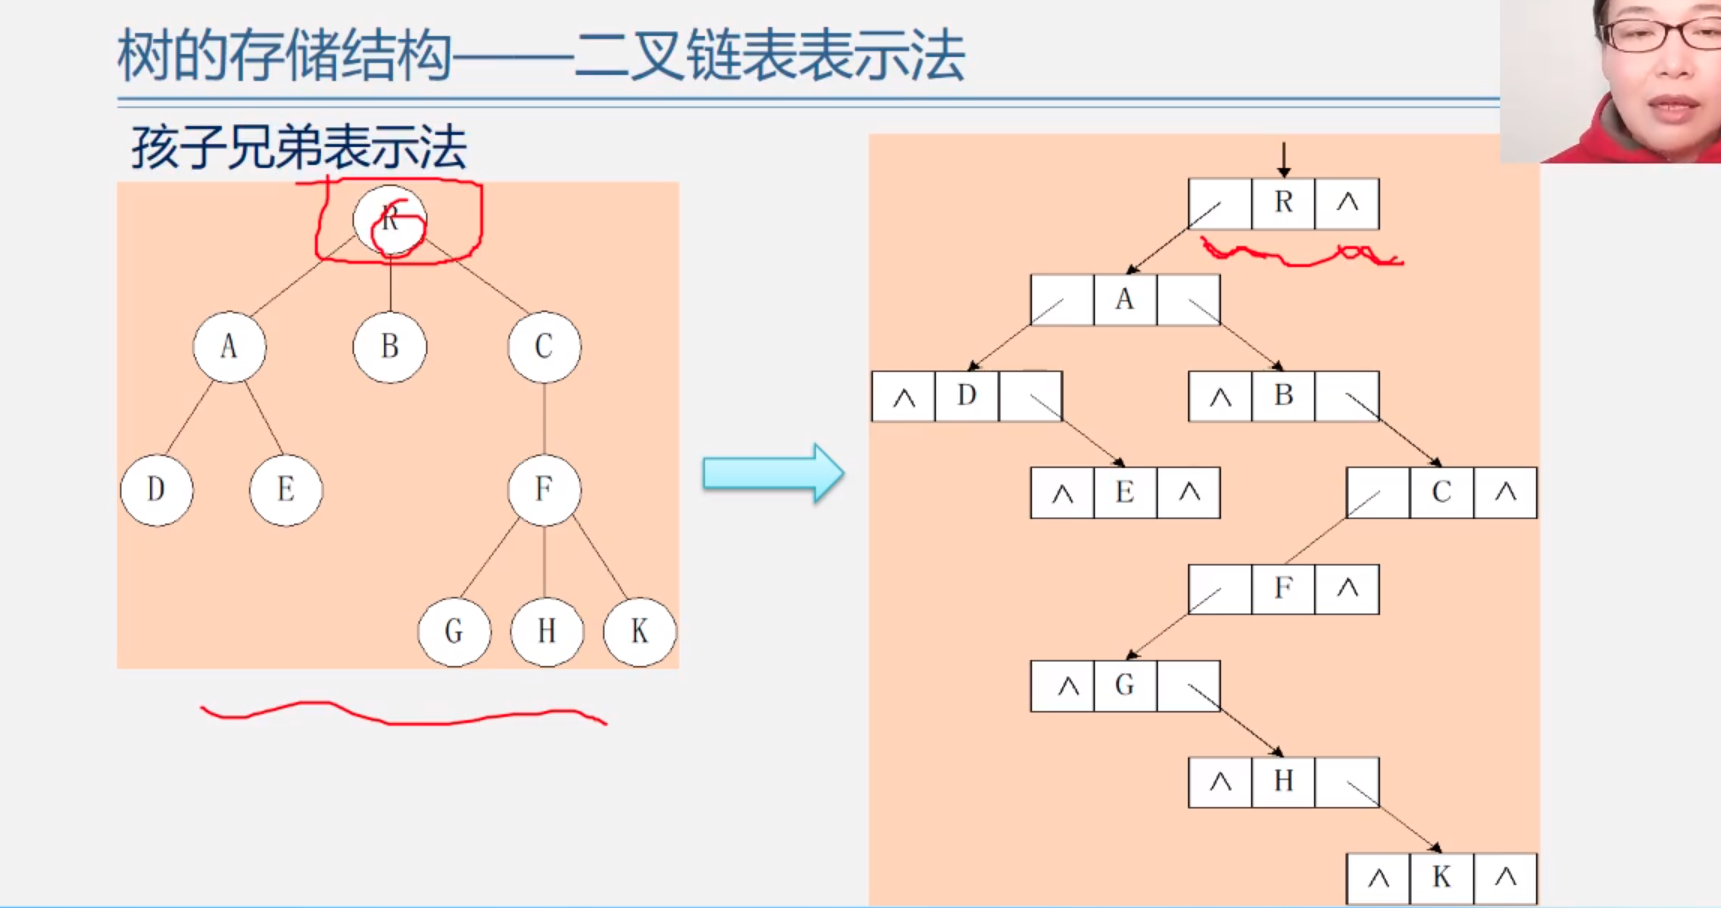 树的存储结构——二叉链表表示法
孩子兄弟表示法
R
A B C
D E F
G H K
R ∧
A
∧ D
∧ B
∧ E ∧
C ∧
F ∧
∧ G
∧ H
∧ K ∧